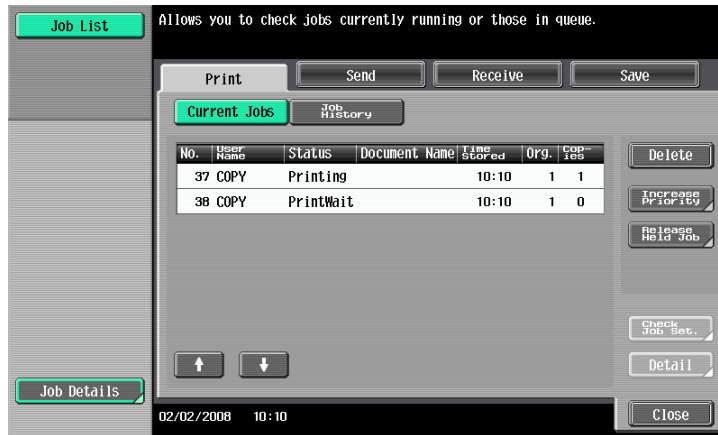 Job List
Allows you to check jobs currently running or those in queue.
Print Send Receive Save
Current Jobs Job History
No. User Name Status Document Name Time Stored Org. Cop-ies
37 COPY Printing 10:10 1 1
38 COPY PrintWait 10:10 1 0
Delete
Increase Priority
Release Held Job
Check Job Set.
Detail
Job Details
02/02/2008 10:10
Close